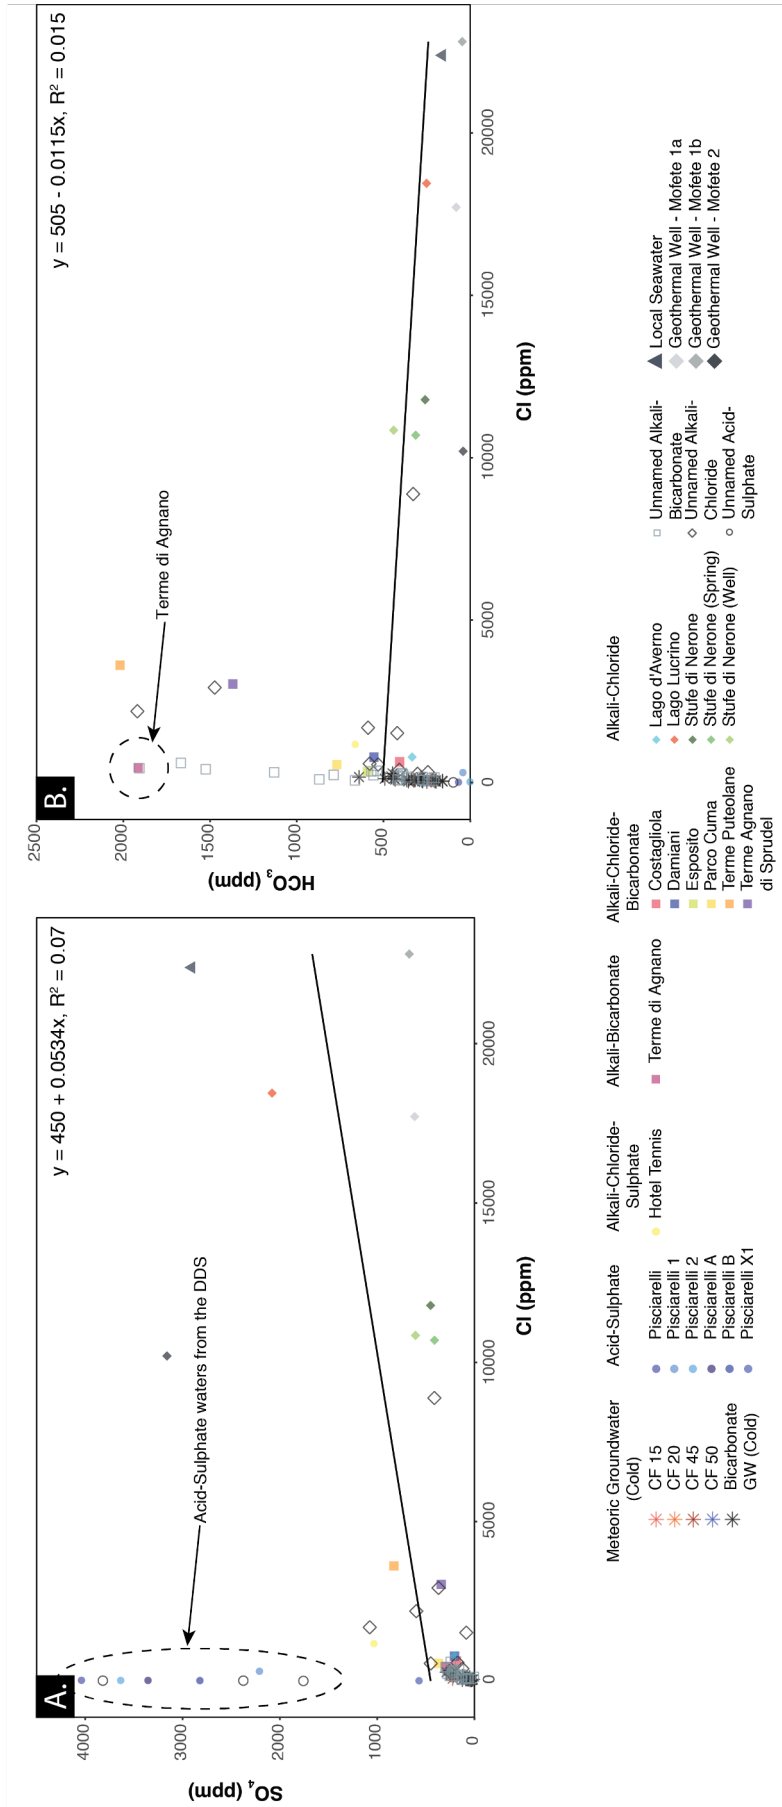 A.
y = 450 + 0.0534x, R² = 0.07
Acid-Sulphate waters from the DDS
SO₄ (ppm)
4000
3000
2000
1000
0
0
5000
10000
15000
20000
Cl (ppm)
B.
y = 505 - 0.0115x, R² = 0.015
Terme di Agnano
HCO₃ (ppm)
2500
2000
1500
1000
500
0
0
5000
10000
15000
20000
Cl (ppm)
Meteoric Groundwater
(Cold)
CF 15
CF 20
CF 45
CF 50
Bicarbonate
GW (Cold)
Acid-Sulphate
Pisciarelli
Pisciarelli 1
Pisciarelli 2
Pisciarelli A
Pisciarelli B
Pisciarelli X1
Alkali-Chloride-
Sulphate
Hotel Tennis
Alkali-Bicarbonate
Terme di Agnano
Alkali-Chloride-
Bicarbonate
Costagliola
Damiani
Esposito
Parco Cuma
Terme Puteolane
Terme Agnano
di Sprudel
Alkali-Chloride
Lago d'Averno
Lago Lucrino
Stufe di Nerone
Stufe di Nerone (Spring)
Stufe di Nerone (Well)
Unnamed Alkali-
Bicarbonate
Unnamed Alkali-
Chloride
Unnamed Acid-
Sulphate
Local Seawater
Geothermal Well - Mofete 1a
Geothermal Well - Mofete 1b
Geothermal Well - Mofete 2